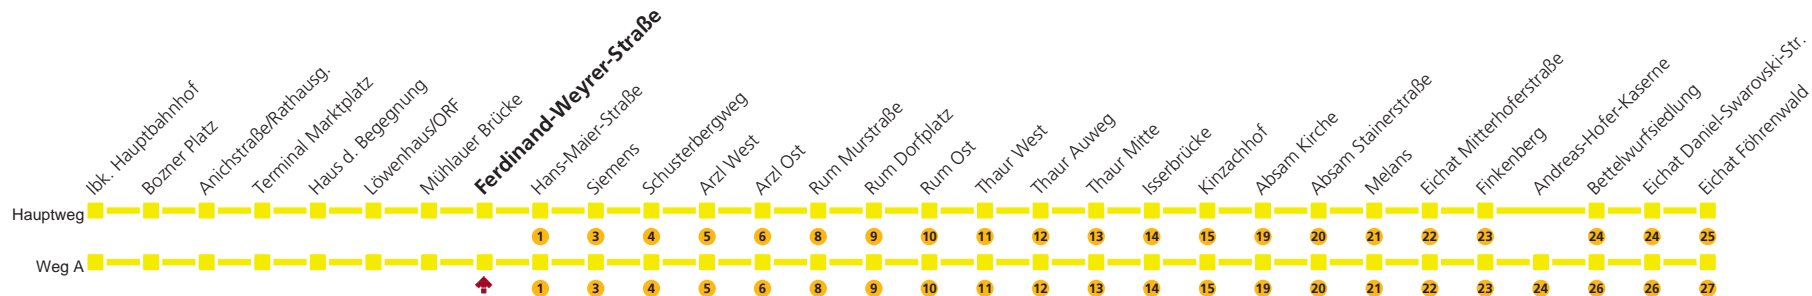 Ibk. Hauptbahnhof
Bozner Platz
Anichstraße/Rathausg.
Terminal Marktplatz
Haus d. Begegnung
Löwenhaus/ORF
Mühlauer Brücke
Ferdinand-Weyrer-Straße
Hans-Maier-Straße
Siemens
Schusterbergweg
Arzl West
Arzl Ost
Rum Murstraße
Rum Dorfplatz
Rum Ost
Thaur West
Thaur Auweg
Thaur Mitte
Isserbrücke
Kinzachhof
Absam Kirche
Absam Stainerstraße
Melans
Eichat Mitterhoferstraße
Finkenberg
Andreas-Hofer-Kaserne
Bettelwurfsiedlung
Eichat Daniel-Swarovski-Str.
Eichat Föhrenwald
Hauptweg
1 3 4 5 6 8 9 10 11 12 13 14 15 19 20 21 22 23 24 24 25
Weg A
1 3 4 5 6 8 9 10 11 12 13 14 15 19 20 21 22 23 24 26 26 27